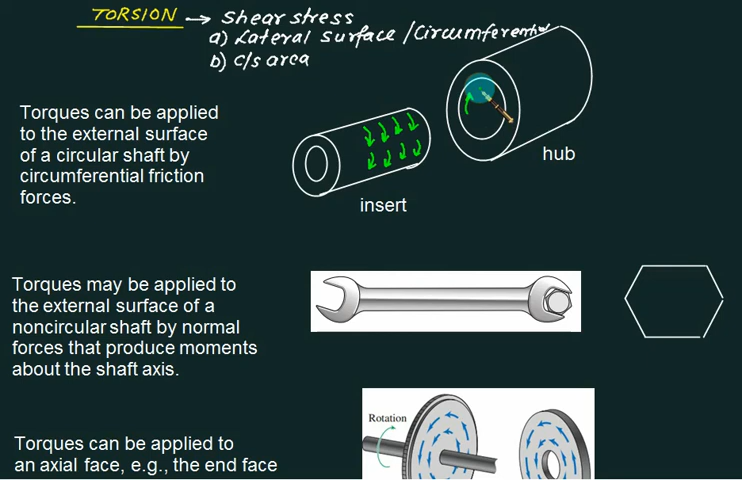 TORSION → Shear stress
a) Lateral surface / Circumferential
b) c/s area
Torques can be applied
to the external surface
of a circular shaft by
circumferential friction
forces.
insert
hub
Torques may be applied to
the external surface of a
noncircular shaft by normal
forces that produce moments
about the shaft axis.
Rotation
Torques can be applied to
an axial face, e.g., the end face